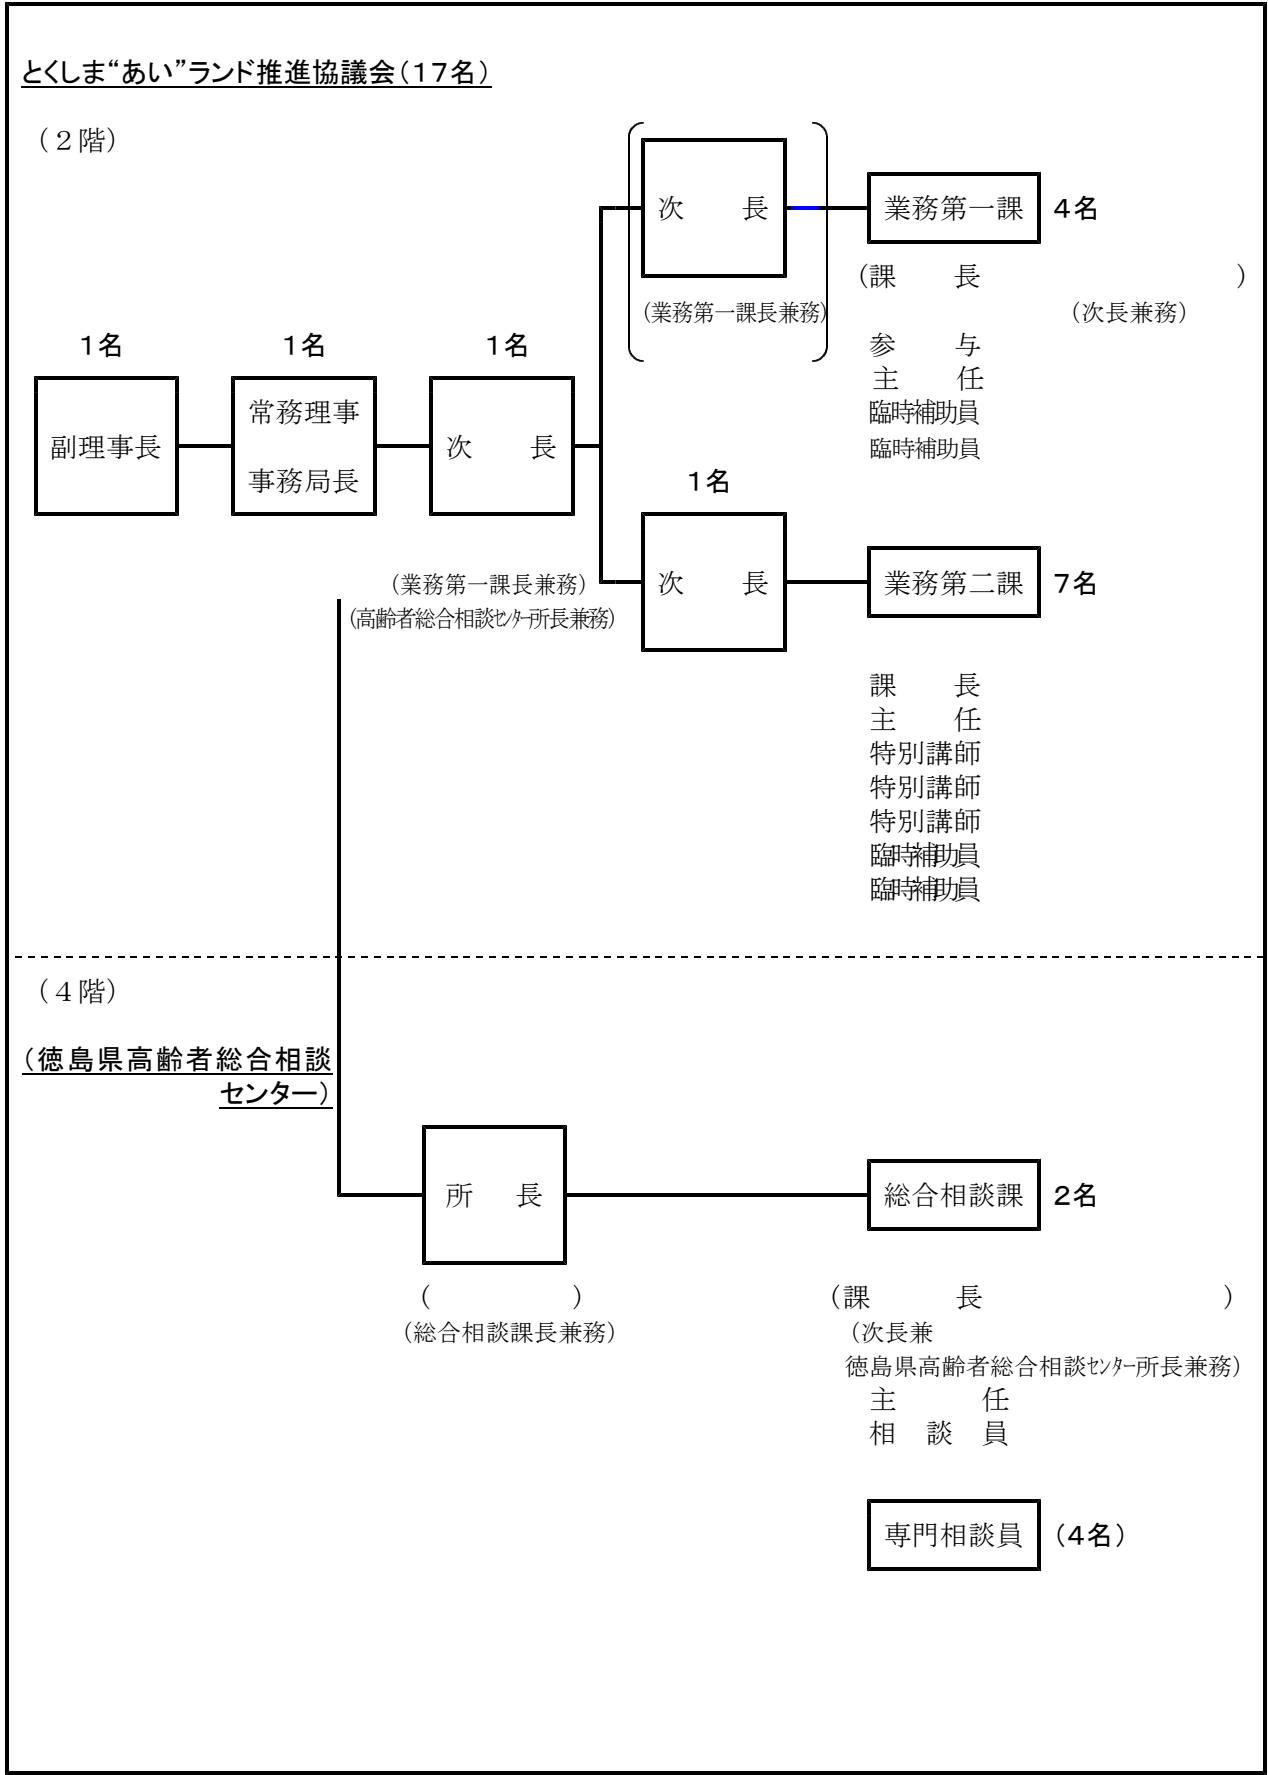 とくしま“あい”ランド推進協議会（１７名）
（２階）
次　長
業務第一課　４名
（課　長　　　　　）
（業務第一課長兼務）
（次長兼務）
参　与
主　任
臨時補助員
臨時補助員
１名　１名　１名
副理事長
常務理事
事務局長
次　長
１名
次　長
業務第二課　７名
（業務第一課長兼務）
（高齢者総合相談ｾﾝﾀｰ所長兼務）
課　長
主　任
特別講師
特別講師
特別講師
臨時補助員
臨時補助員
（４階）
（徳島県高齢者総合相談
センター）
所　長
総合相談課　２名
（　　　　）
（総合相談課長兼務）
（課　長　　　　　）
（次長兼
徳島県高齢者総合相談ｾﾝﾀｰ所長兼務）
主　任
相　談　員
専門相談員　（４名）